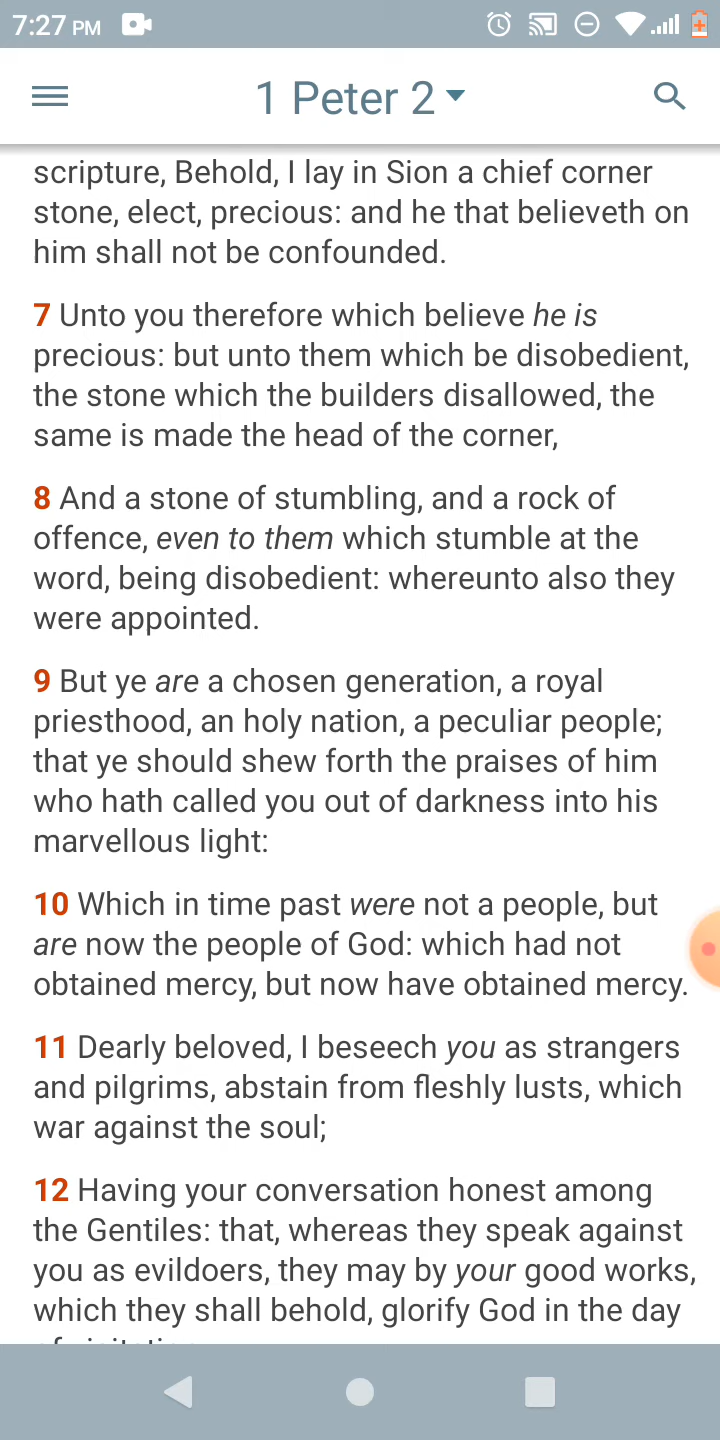 7:27 PM
1 Peter 2
scripture, Behold, I lay in Sion a chief corner
stone, elect, precious: and he that believeth on
him shall not be confounded.
7 Unto you therefore which believe he is
precious: but unto them which be disobedient,
the stone which the builders disallowed, the
same is made the head of the corner,
8 And a stone of stumbling, and a rock of
offence, even to them which stumble at the
word, being disobedient: whereunto also they
were appointed.
9 But ye are a chosen generation, a royal
priesthood, an holy nation, a peculiar people;
that ye should shew forth the praises of him
who hath called you out of darkness into his
marvellous light:
10 Which in time past were not a people, but
are now the people of God: which had not
obtained mercy, but now have obtained mercy.
11 Dearly beloved, I beseech you as strangers
and pilgrims, abstain from fleshly lusts, which
war against the soul;
12 Having your conversation honest among
the Gentiles: that, whereas they speak against
you as evildoers, they may by your good works,
which they shall behold, glorify God in the day